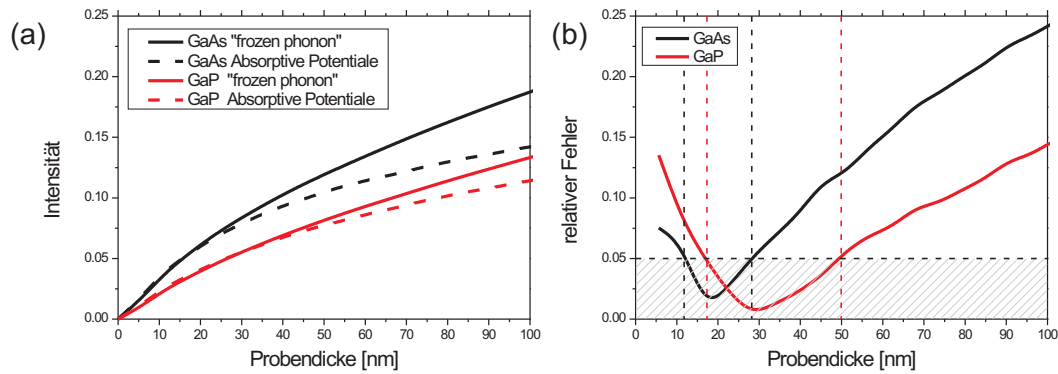 (a)
GaAs "frozen phonon"
GaAs Absorptive Potentiale
GaP "frozen phonon"
GaP Absorptive Potentiale
Intensität
0.25
0.20
0.15
0.10
0.05
0.00
0 10 20 30 40 50 60 70 80 90 100
Probendicke [nm]
(b)
GaAs
GaP
relativer Fehler
0.25
0.20
0.15
0.10
0.05
0.00
0 10 20 30 40 50 60 70 80 90 100
Probendicke [nm]